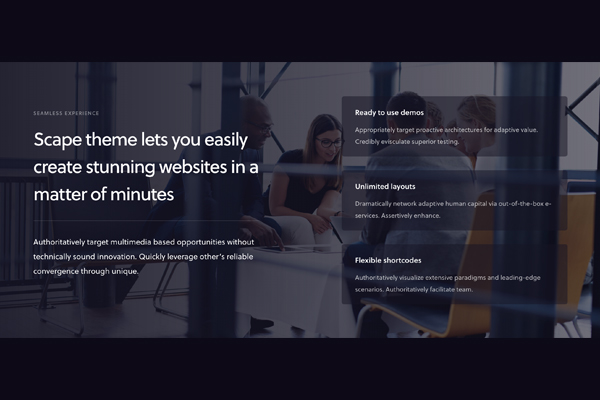 SEAMLESS EXPERIENCE
Scape theme lets you easily
create stunning websites in a
matter of minutes
Authoritatively target multimedia based opportunities without
technically sound innovation. Quickly leverage other's reliable
convergence through unique.
Ready to use demos
Appropriately target proactive architectures for adaptive value.
Credibly evisculate superior testing.
Unlimited layouts
Dramatically network adaptive human capital via out-of-the-box e-
services. Assertively enhance.
Flexible shortcodes
Authoritatively visualize extensive paradigms and leading-edge
scenarios. Authoritatively facilitate team.